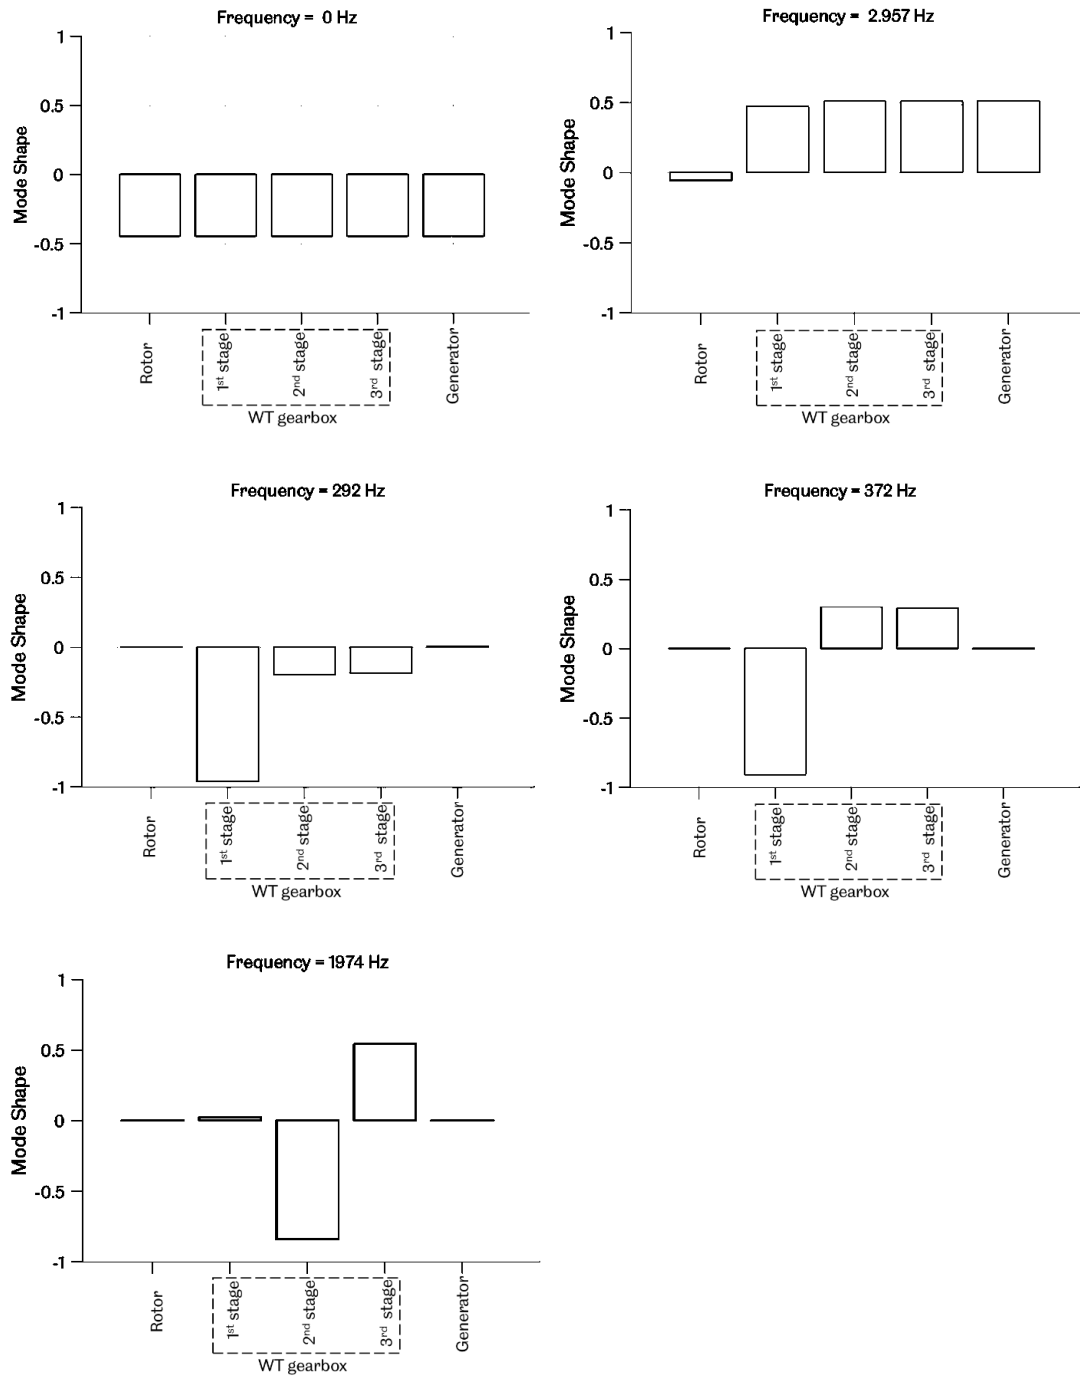 Frequency = 0 Hz
Mode Shape
1
0.5
0
-0.5
-1
Rotor
1st stage
2nd stage
3rd stage
Generator
WT gearbox
Frequency = 2.957 Hz
Mode Shape
1
0.5
0
-0.5
-1
Rotor
1st stage
2nd stage
3rd stage
Generator
WT gearbox
Frequency = 292 Hz
Mode Shape
1
0.5
0
-0.5
-1
Rotor
1st stage
2nd stage
3rd stage
Generator
WT gearbox
Frequency = 372 Hz
Mode Shape
1
0.5
0
-0.5
-1
Rotor
1st stage
2nd stage
3rd stage
Generator
WT gearbox
Frequency = 1974 Hz
Mode Shape
1
0.5
0
-0.5
-1
Rotor
1st stage
2nd stage
3rd stage
Generator
WT gearbox